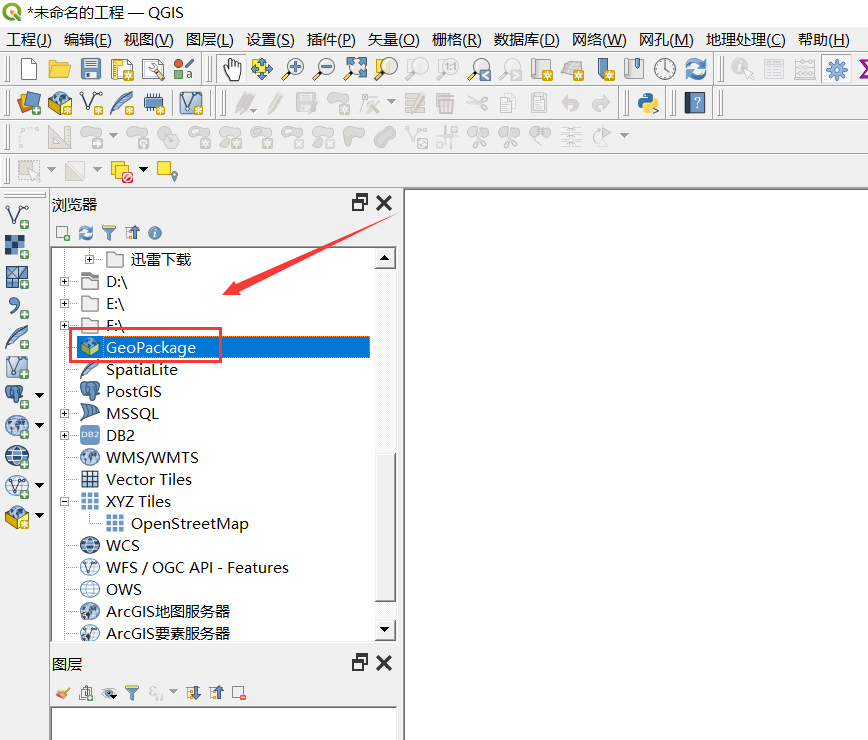 *未命名的工程 — QGIS
工程(J) 编辑(E) 视图(V) 图层(L) 设置(S) 插件(P) 矢量(O) 栅格(R) 数据库(D) 网络(W) 网孔(M) 地理处理(C) 帮助(H)
浏览器
迅雷下载
D:\
E:\
F:\
GeoPackage
SpatiaLite
PostGIS
MSSQL
DB2
WMS/WMTS
Vector Tiles
XYZ Tiles
OpenStreetMap
WCS
WFS / OGC API - Features
OWS
ArcGIS地图服务器
ArcGIS要素服务器
图层